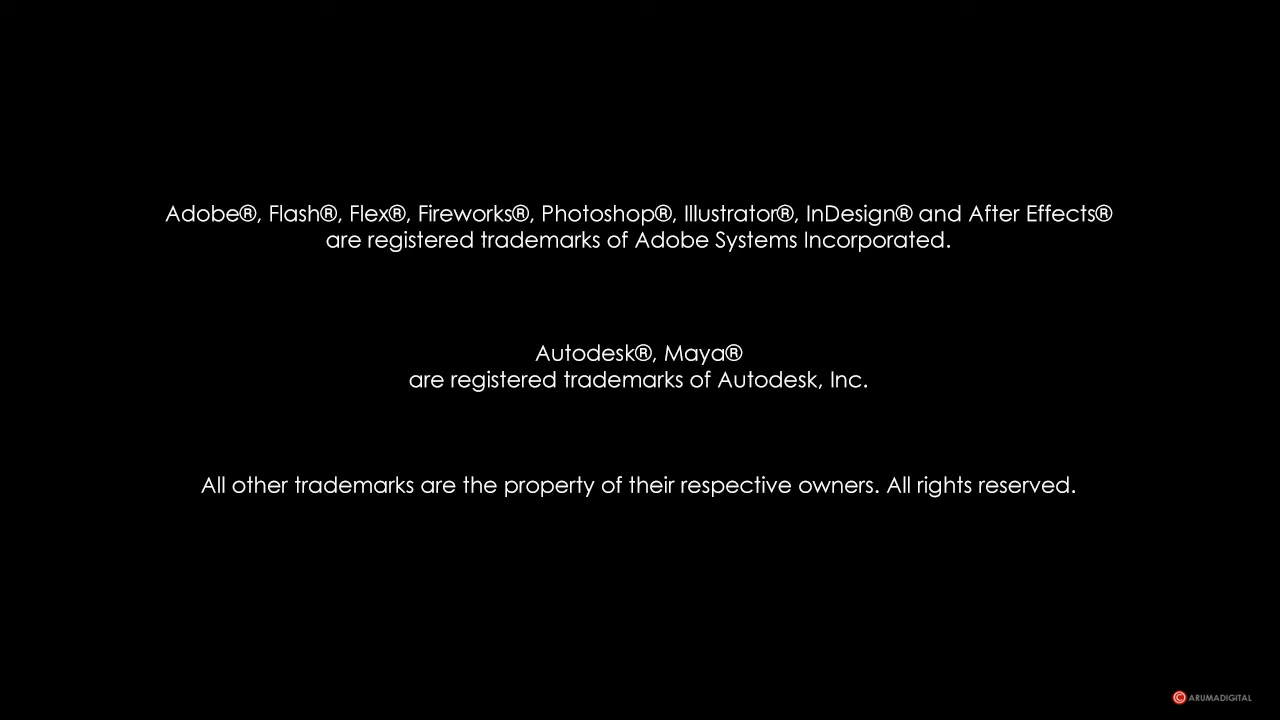 Adobe®, Flash®, Flex®, Fireworks®, Photoshop®, Illustrator®, InDesign® and After Effects®
are registered trademarks of Adobe Systems Incorporated.
Autodesk®, Maya®
are registered trademarks of Autodesk, Inc.
All other trademarks are the property of their respective owners. All rights reserved.
© ARUMADIGITAL